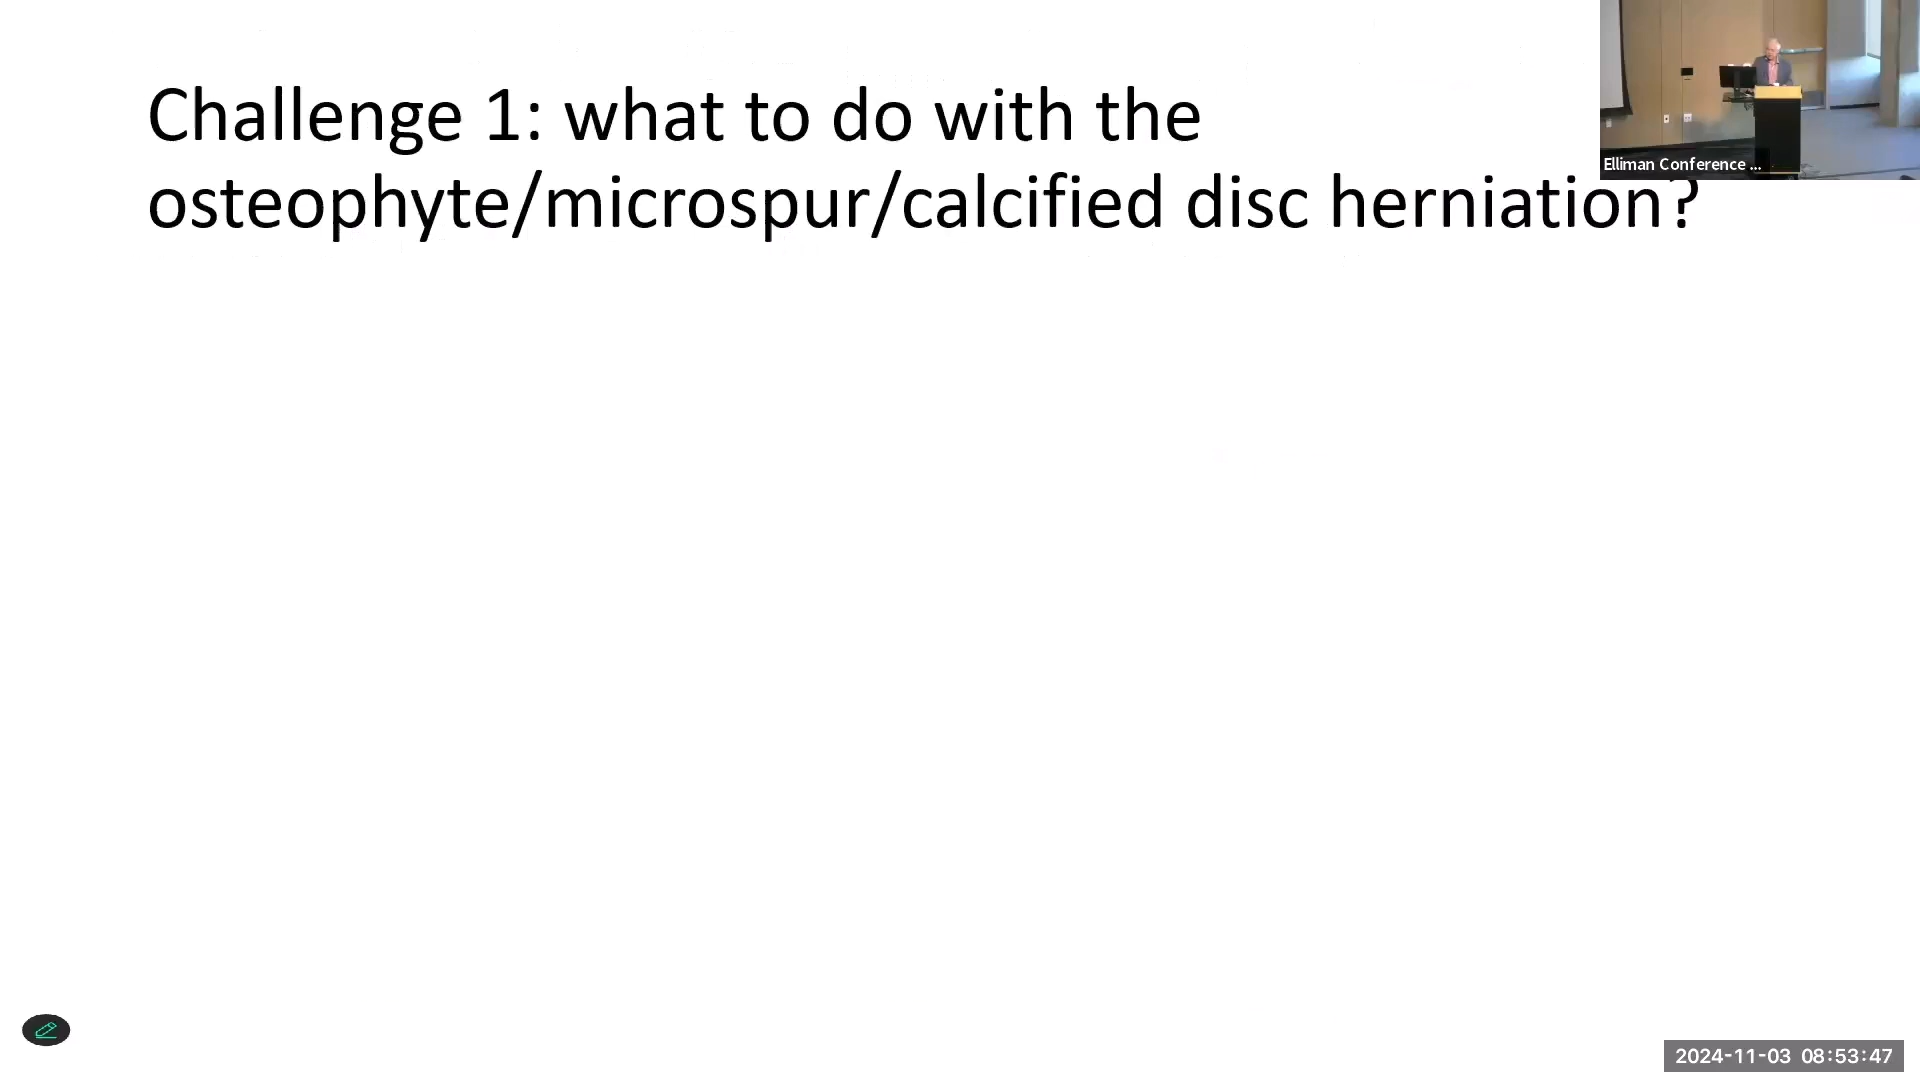 Challenge 1: what to do with the
osteophyte/microspur/calcified disc herniation?
Elliman Conference ...
2024-11-03 08:53:47